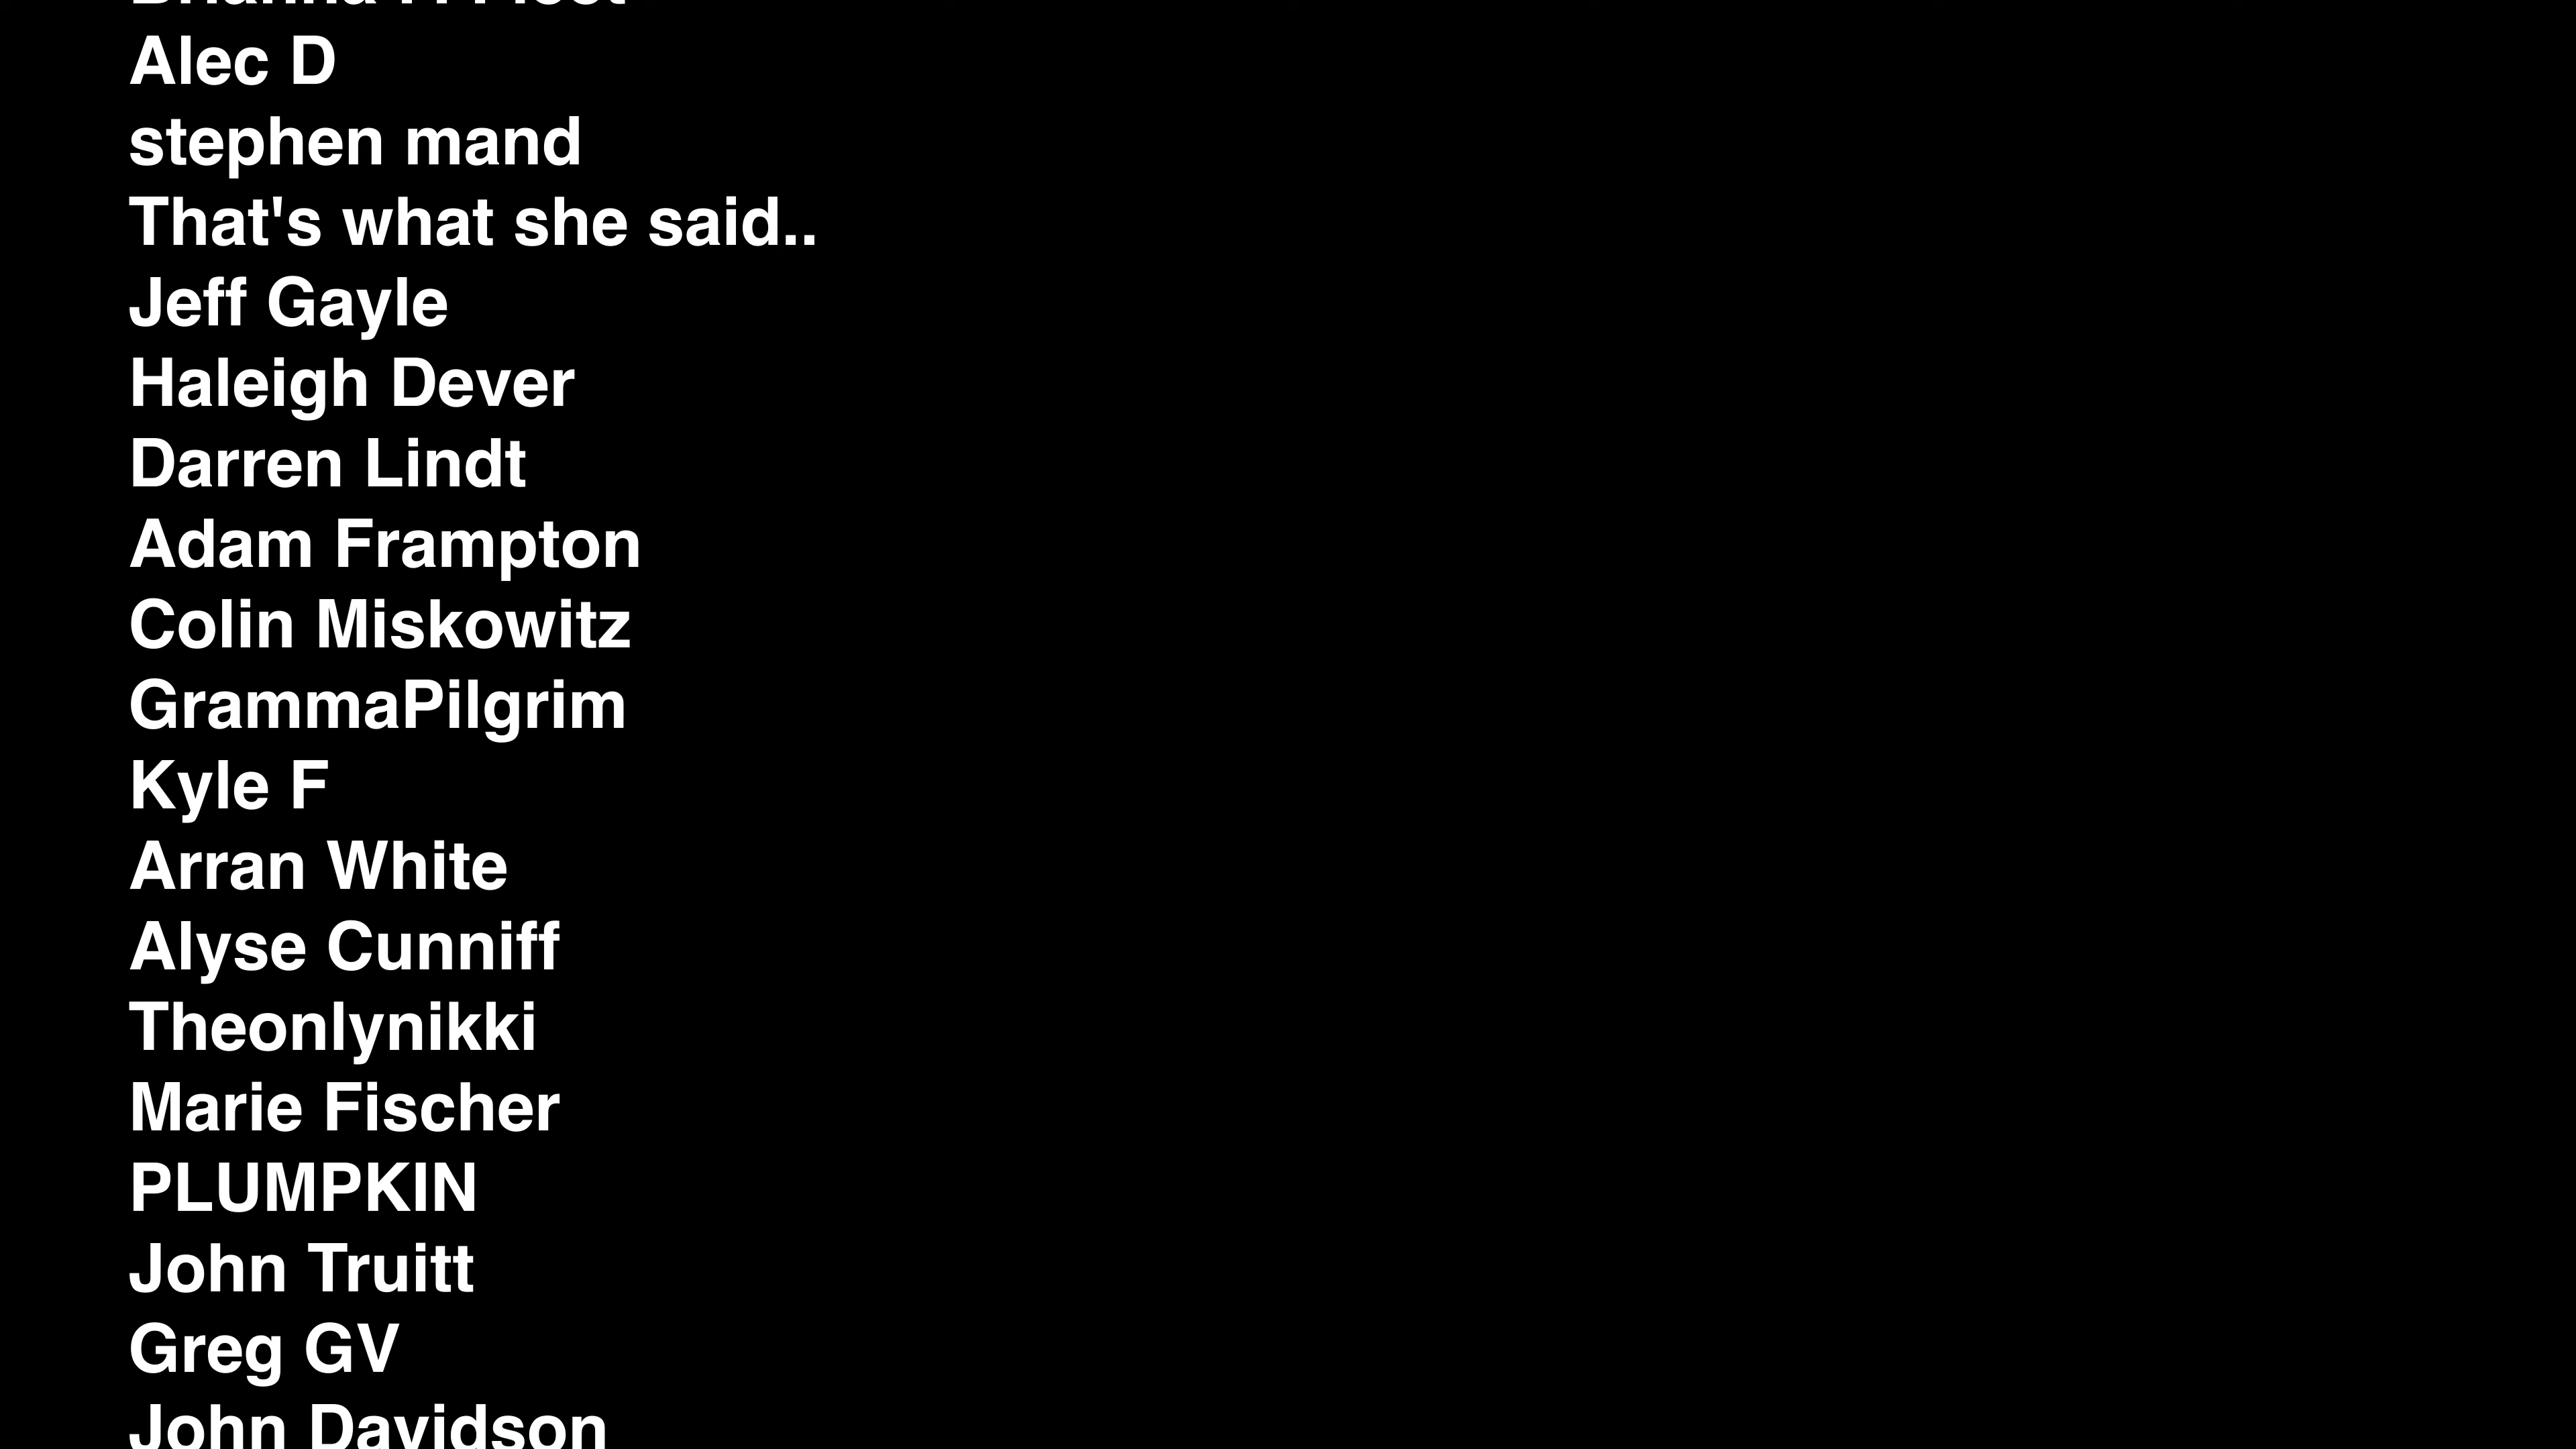 Brianna
Alec D
stephen mand
That's what she said..
Jeff Gayle
Haleigh Dever
Darren Lindt
Adam Frampton
Colin Miskowitz
GrammaPilgrim
Kyle F
Arran White
Alyse Cunniff
Theonlynikki
Marie Fischer
PLUMPKIN
John Truitt
Greg GV
John Davidson